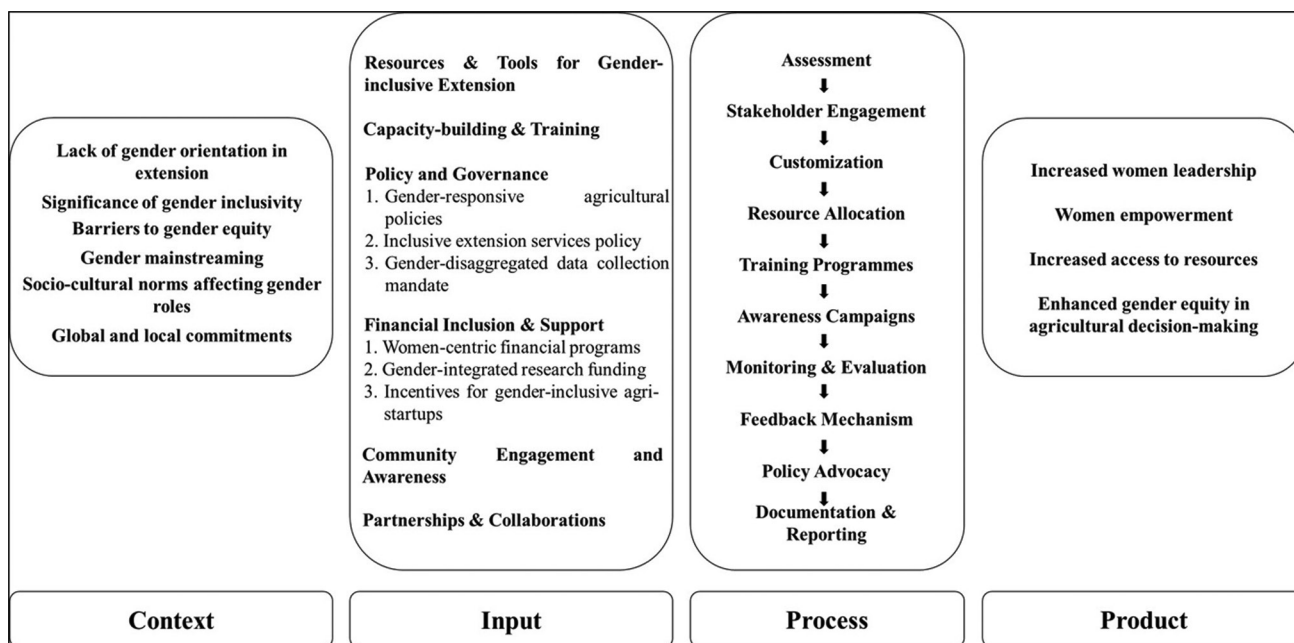 Lack of gender orientation in
extension
Significance of gender inclusivity
Barriers to gender equity
Gender mainstreaming
Socio-cultural norms affecting gender
roles
Global and local commitments
Context
Resources & Tools for Gender-
inclusive Extension
Capacity-building & Training
Policy and Governance
1. Gender-responsive agricultural
policies
2. Inclusive extension services policy
3. Gender-disaggregated data collection
mandate
Financial Inclusion & Support
1. Women-centric financial programs
2. Gender-integrated research funding
3. Incentives for gender-inclusive agri-
startups
Community Engagement and
Awareness
Partnerships & Collaborations
Input
Assessment
Stakeholder Engagement
Customization
Resource Allocation
Training Programmes
Awareness Campaigns
Monitoring & Evaluation
Feedback Mechanism
Policy Advocacy
Documentation &
Reporting
Process
Increased women leadership
Women empowerment
Increased access to resources
Enhanced gender equity in
agricultural decision-making
Product